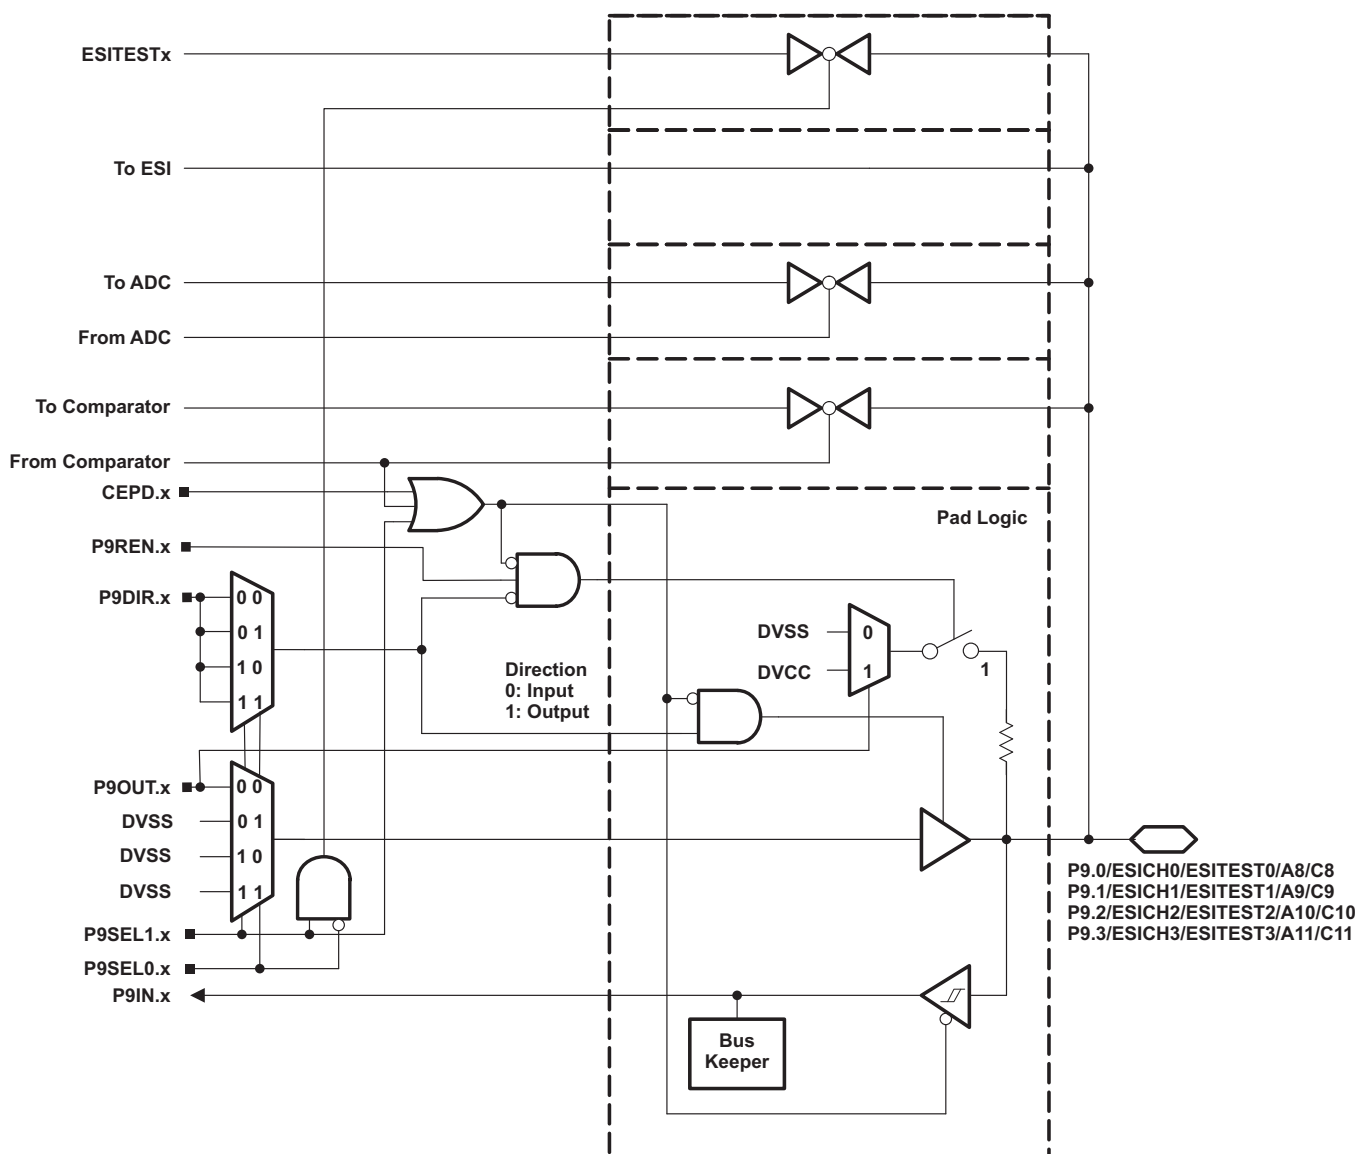 ESITESTx
To ESI
To ADC
From ADC
To Comparator
From Comparator
CEPD.x
Pad Logic
P9REN.x
P9DIR.x
0 0
0 1
1 0
1 1
Direction
0: Input
1: Output
DVSS
0
DVCC
1
1
P9OUT.x
0 0
DVSS
0 1
DVSS
1 0
DVSS
1 1
P9.0/ESICH0/ESITEST0/A8/C8
P9.1/ESICH1/ESITEST1/A9/C9
P9.2/ESICH2/ESITEST2/A10/C10
P9.3/ESICH3/ESITEST3/A11/C11
P9SEL1.x
P9SEL0.x
P9IN.x
Bus
Keeper